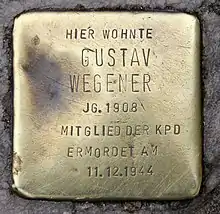 HIER WOHNTE
GUSTAV
WEGENER
JG. 1908
MITGLIED DER KPD
ERMORDET AM
11.12.1944